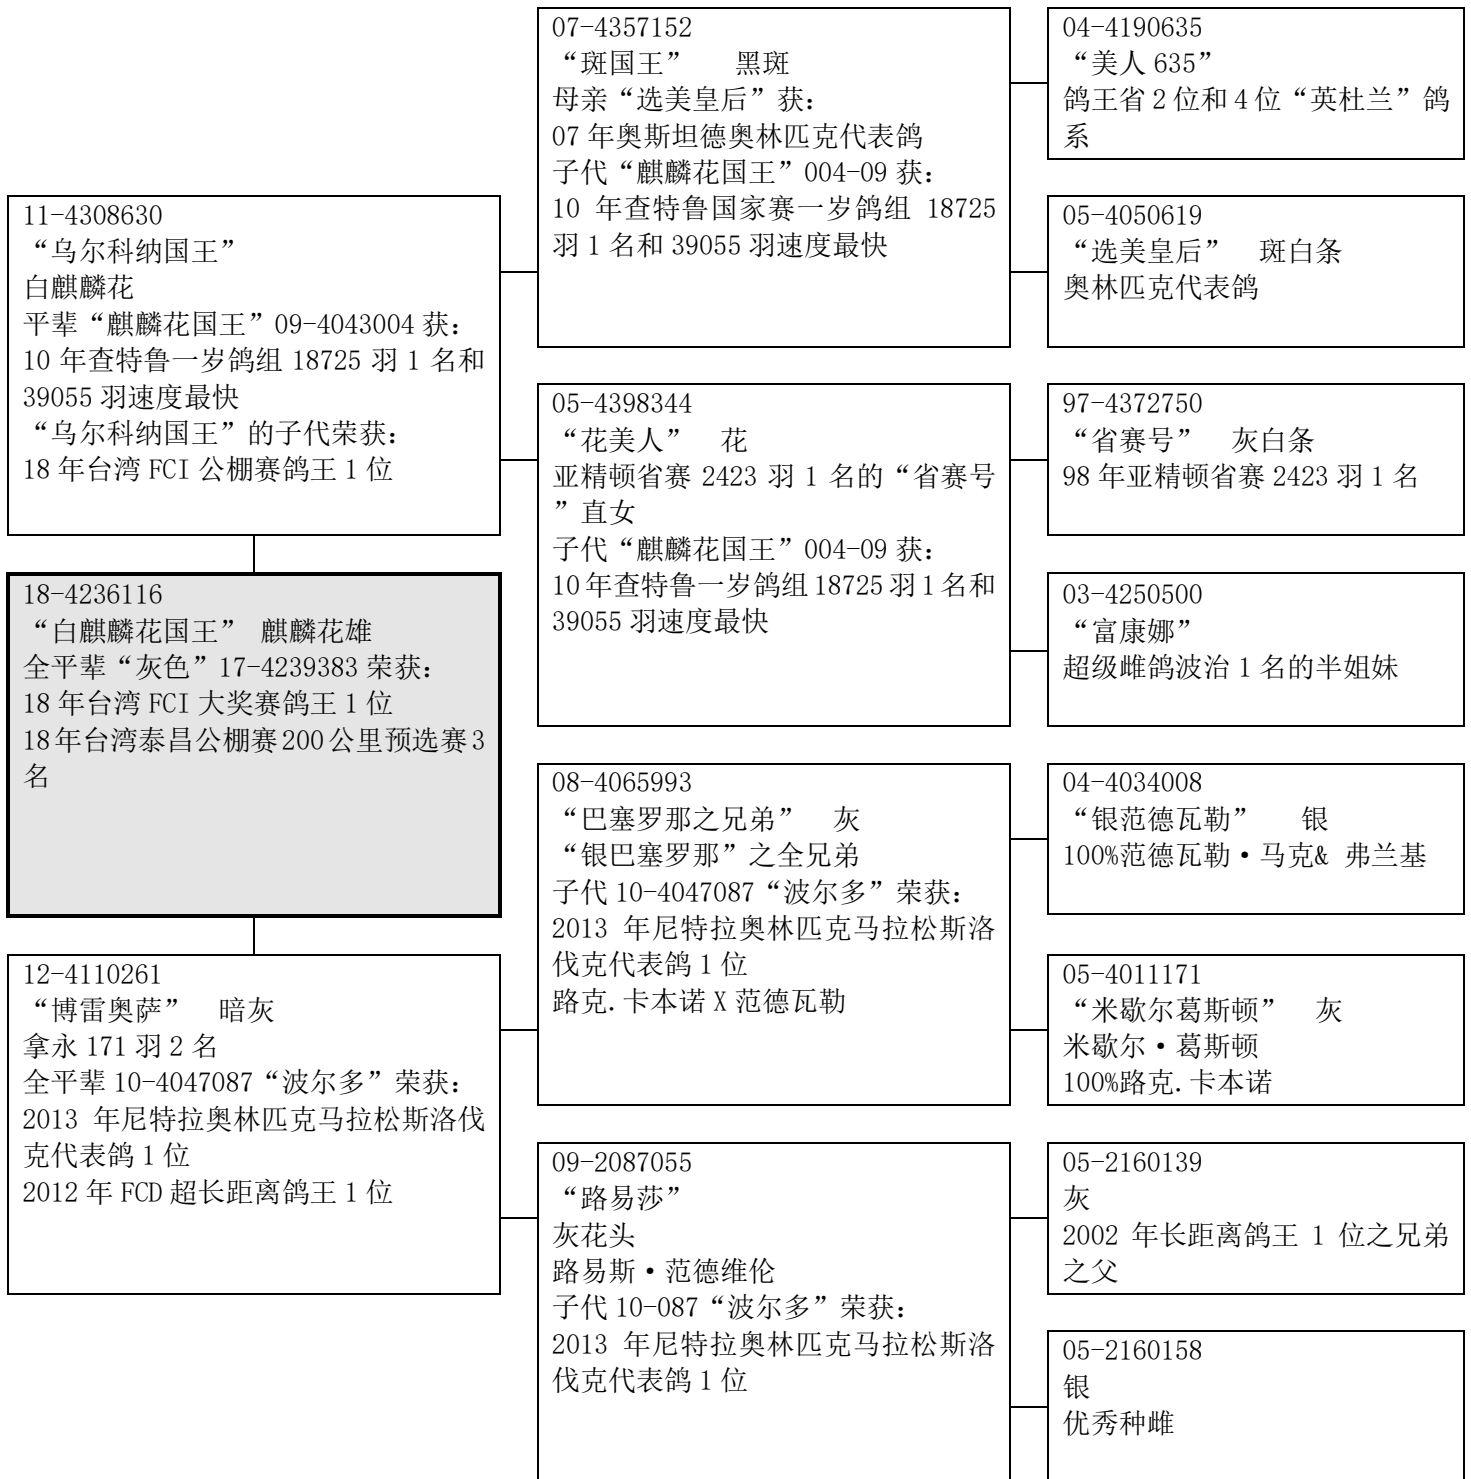 11-4308630
“乌尔科纳国王”
白麒麟花
平辈“麒麟花国王”09-4043004 获：
10 年查特鲁一岁鸽组 18725 羽 1 名和
39055 羽速度最快
“乌尔科纳国王”的子代荣获：
18 年台湾 FCI 公棚赛鸽王 1 位
18-4236116
“白麒麟花国王” 麒麟花雄
全平辈“灰色”17-4239383 荣获：
18 年台湾 FCI 大奖赛鸽王 1 位
18 年台湾泰昌公棚赛 200 公里预选赛 3
名
12-4110261
“博雷奥萨” 暗灰
拿永 171 羽 2 名
全平辈 10-4047087“波尔多”荣获：
2013 年尼特拉奥林匹克马拉松斯洛伐
克代表鸽 1 位
2012 年 FCD 超长距离鸽王 1 位
07-4357152
“斑国王” 黑斑
母亲“选美皇后”获：
07 年奥斯坦德奥林匹克代表鸽
子代“麒麟花国王”004-09 获：
10 年查特鲁国家赛一岁鸽组 18725
羽 1 名和 39055 羽速度最快
05-4398344
“花美人” 花
亚精顿省赛 2423 羽 1 名的“省赛号
”直女
子代“麒麟花国王”004-09 获：
10 年查特鲁一岁鸽组 18725 羽 1 名和
39055 羽速度最快
08-4065993
“巴塞罗那之兄弟” 灰
“银巴塞罗那”之全兄弟
子代 10-4047087“波尔多”荣获：
2013 年尼特拉奥林匹克马拉松斯洛
伐克代表鸽 1 位
路克.卡本诺 X 范德瓦勒
09-2087055
“路易莎”
灰花头
路易斯·范德维伦
子代 10-087“波尔多”荣获：
2013 年尼特拉奥林匹克马拉松斯洛
伐克代表鸽 1 位
04-4190635
“美人 635”
鸽王省 2 位和 4 位“英杜兰”鸽
系
05-4050619
“选美皇后” 斑白条
奥林匹克代表鸽
97-4372750
“省赛号” 灰白条
98 年亚精顿省赛 2423 羽 1 名
03-4250500
“富康娜”
超级雌鸽波治 1 名的半姐妹
04-4034008
“银范德瓦勒” 银
100%范德瓦勒·马克& 弗兰基
05-4011171
“米歇尔葛斯顿” 灰
米歇尔·葛斯顿
100%路克.卡本诺
05-2160139
灰
2002 年长距离鸽王 1 位之兄弟
之父
05-2160158
银
优秀种雌